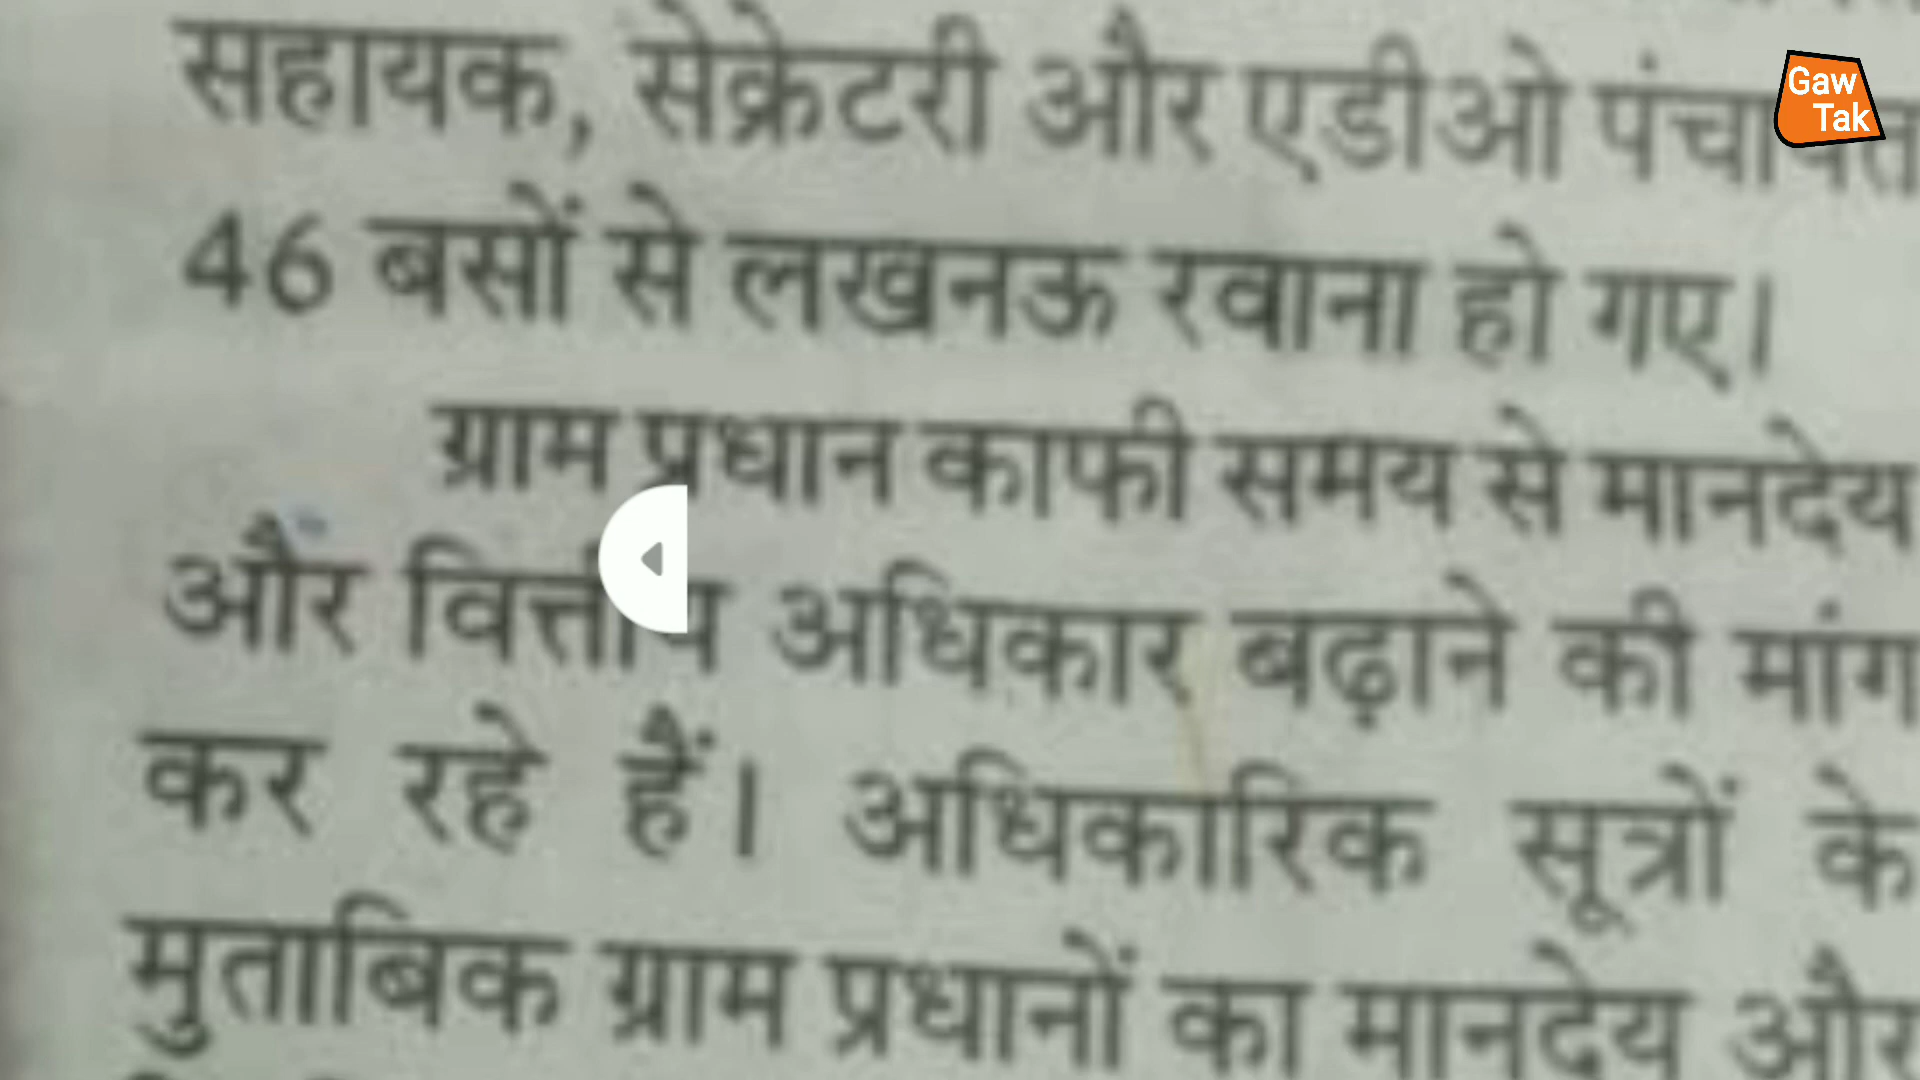 सहायक, सेक्रेटरी और एडीओ पंचायत
46 बसों से लखनऊ रवाना हो गए।
ग्राम प्रधान काफी समय से मानदेय
और वित्तीय अधिकार बढ़ाने की मांग
कर रहे हैं। अधिकारिक सूत्रों के
मुताबिक ग्राम प्रधानों का मानदेय और
Gaw
Tak